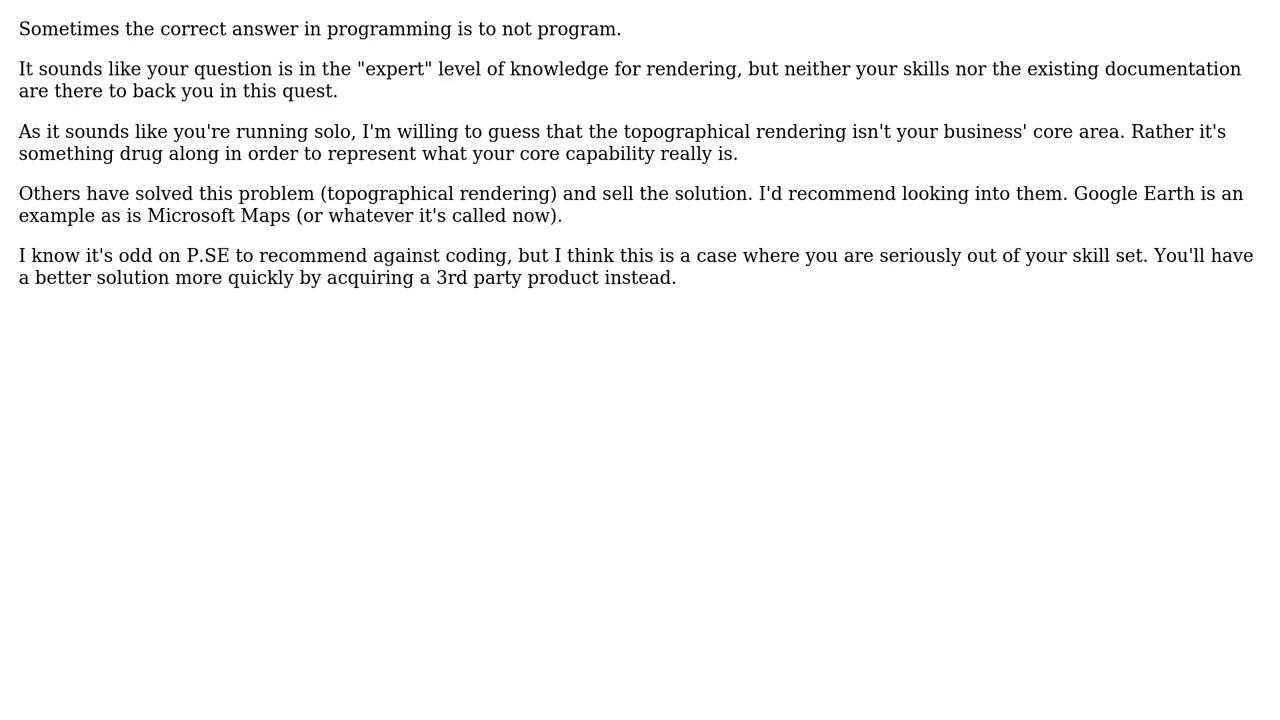 Sometimes the correct answer in programming is to not program.
It sounds like your question is in the "expert" level of knowledge for rendering, but neither your skills nor the existing documentation
are there to back you in this quest.
As it sounds like you're running solo, I'm willing to guess that the topographical rendering isn't your business' core area. Rather it's
something drug along in order to represent what your core capability really is.
Others have solved this problem (topographical rendering) and sell the solution. I'd recommend looking into them. Google Earth is an
example as is Microsoft Maps (or whatever it's called now).
I know it's odd on P.SE to recommend against coding, but I think this is a case where you are seriously out of your skill set. You'll have
a better solution more quickly by acquiring a 3rd party product instead.